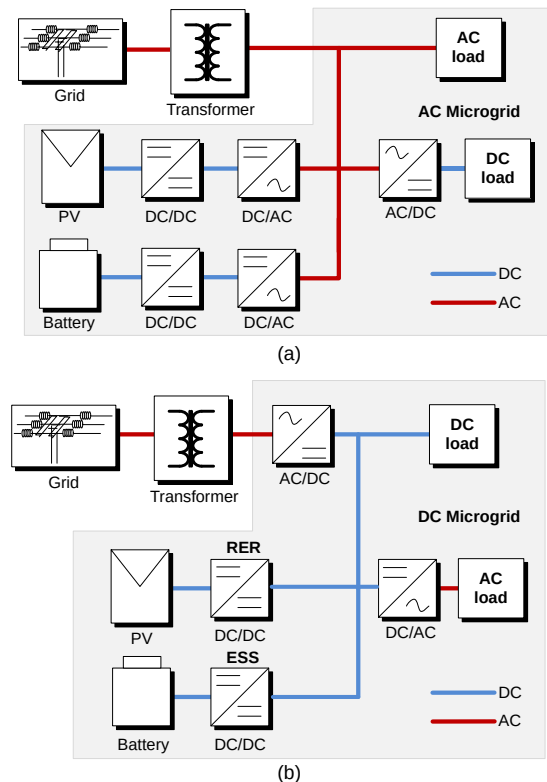 Grid
Transformer
AC
load
AC Microgrid
PV
DC/DC
DC/AC
AC/DC
DC
load
Battery
DC/DC
DC/AC
DC
AC
(a)
Grid
Transformer
AC/DC
DC
load
DC Microgrid
RER
PV
DC/DC
DC/AC
AC
load
ESS
Battery
DC/DC
DC
AC
(b)